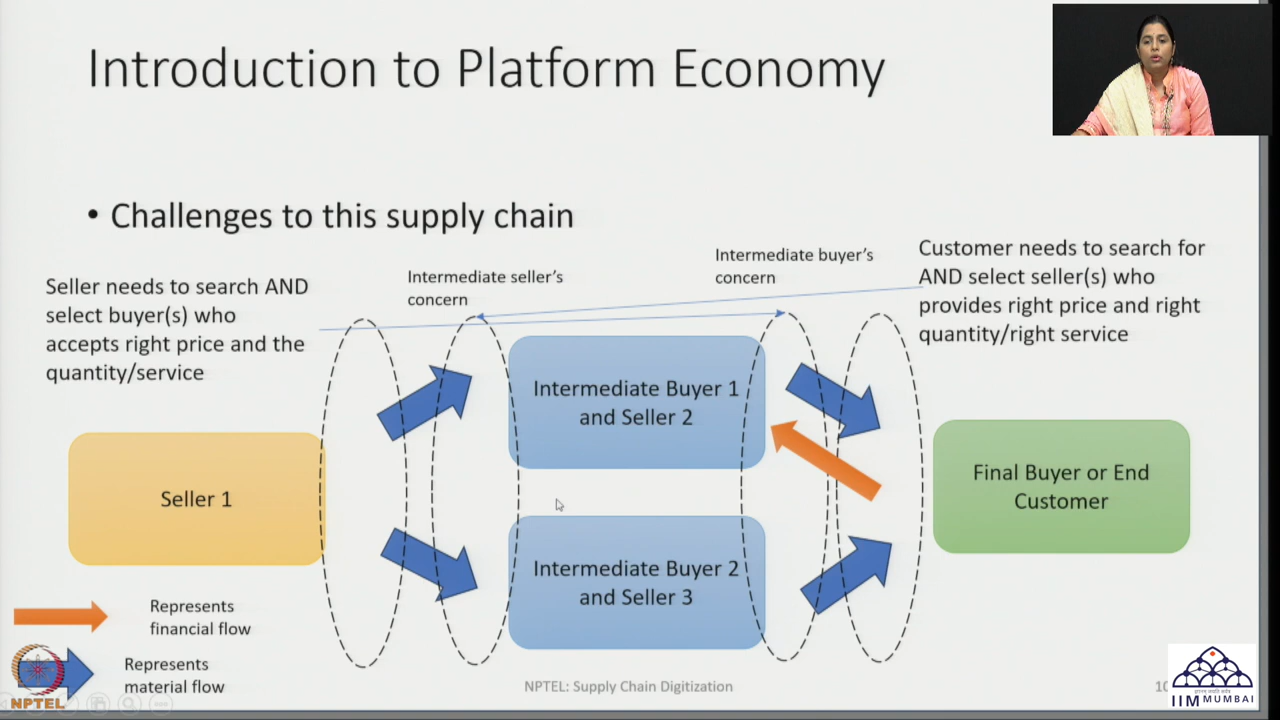 Introduction to Platform Economy
• Challenges to this supply chain
Seller needs to search AND
select buyer(s) who
accepts right price and the
quantity/service
Intermediate seller's
concern
Intermediate buyer's
concern
Customer needs to search for
AND select seller(s) who
provides right price and right
quantity/right service
Seller 1
Intermediate Buyer 1
and Seller 2
Intermediate Buyer 2
and Seller 3
Final Buyer or End
Customer
Represents
financial flow
Represents
material flow
NPTEL
NPTEL: Supply Chain Digitization
IIM MUMBAI